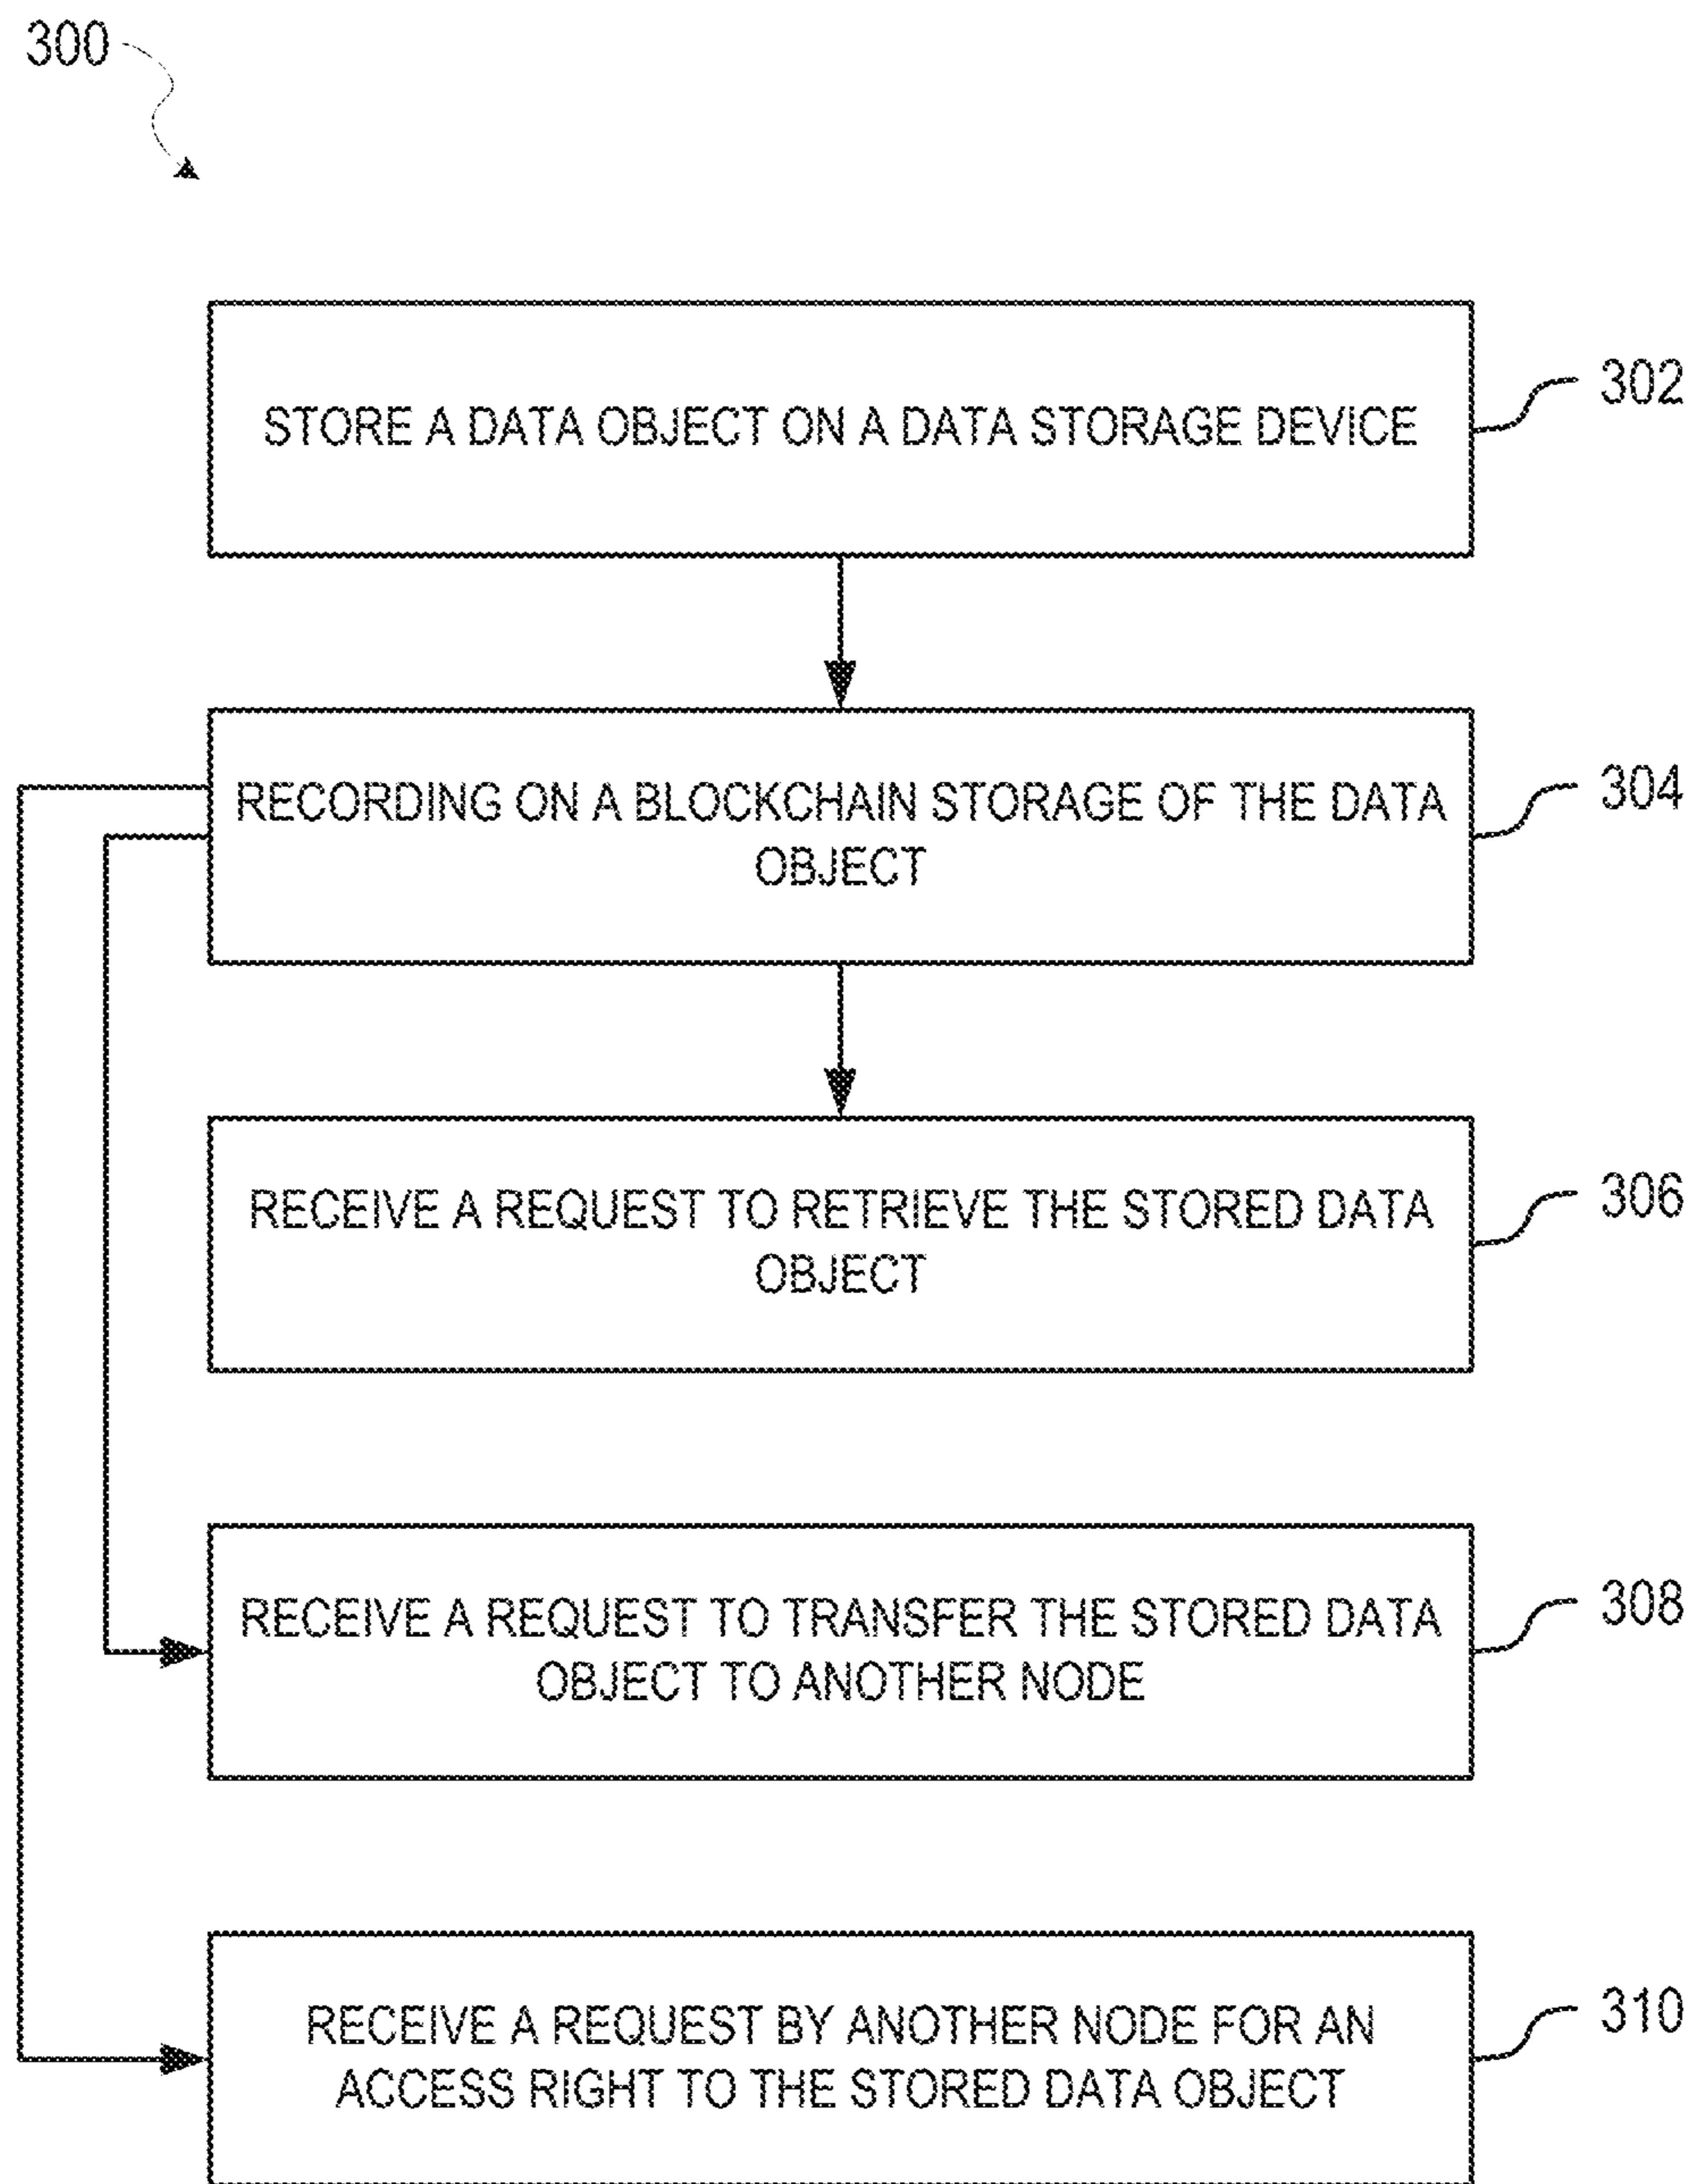 300
STORE A DATA OBJECT ON A DATA STORAGE DEVICE
302
RECORDING ON A BLOCKCHAIN STORAGE OF THE DATA
OBJECT
304
RECEIVE A REQUEST TO RETRIEVE THE STORED DATA
OBJECT
306
RECEIVE A REQUEST TO TRANSFER THE STORED DATA
OBJECT TO ANOTHER NODE
308
RECEIVE A REQUEST BY ANOTHER NODE FOR AN
ACCESS RIGHT TO THE STORED DATA OBJECT
310